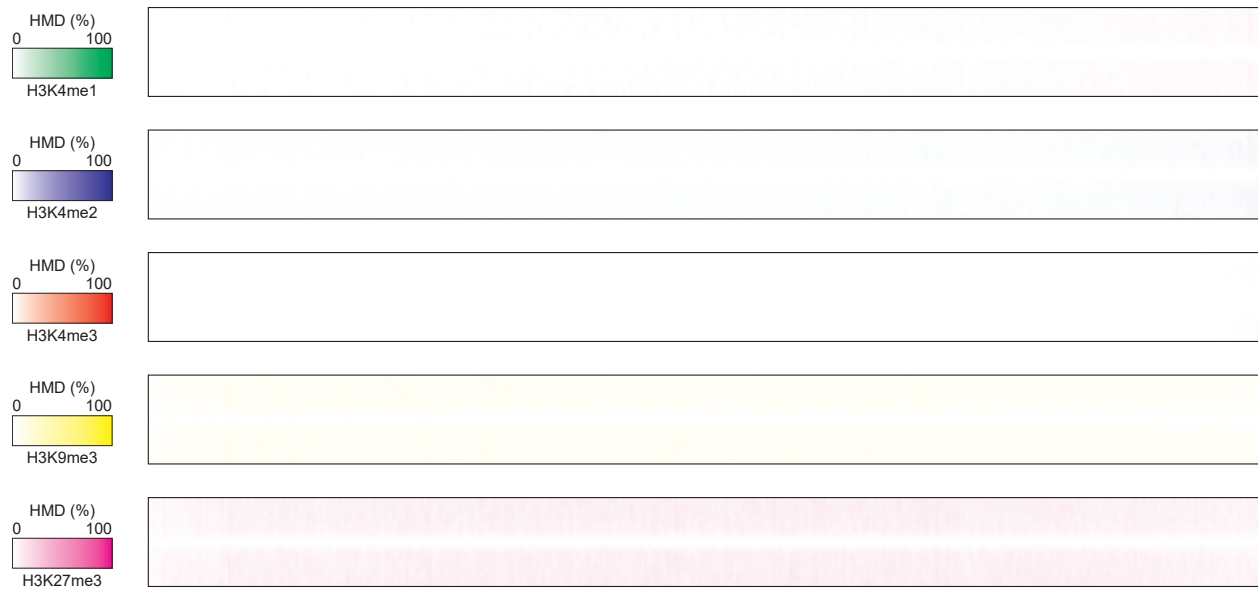 HMD (%)
0 100
H3K4me1
HMD (%)
0 100
H3K4me2
HMD (%)
0 100
H3K4me3
HMD (%)
0 100
H3K9me3
HMD (%)
0 100
H3K27me3